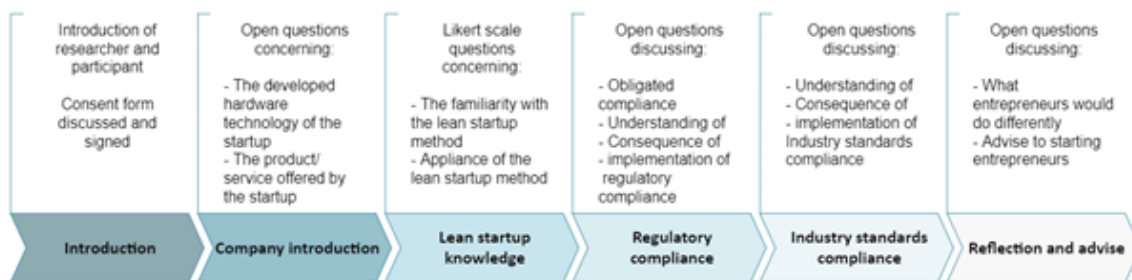 Introduction of
researcher and
participant
Consent form
discussed and
signed
Introduction
Open questions
concerning:
- The developed
hardware
technology of the
startup
- The product/
service offered by
the startup
Company introduction
Likert scale
questions
concerning:
- The familiarity with
the lean startup
method
- Appliance of the
lean startup method
Lean startup
knowledge
Open questions
discussing:
- Obligated
compliance
- Understanding of
- Consequence of
- implementation of
regulatory
compliance
Regulatory
compliance
Open questions
discussing:
- Understanding of
- Consequence of
- implementation of
Industry standards
compliance
Industry standards
compliance
Open questions
discussing:
- What
entrepreneurs would
do differently
- Advise to starting
entrepreneurs
Reflection and advise